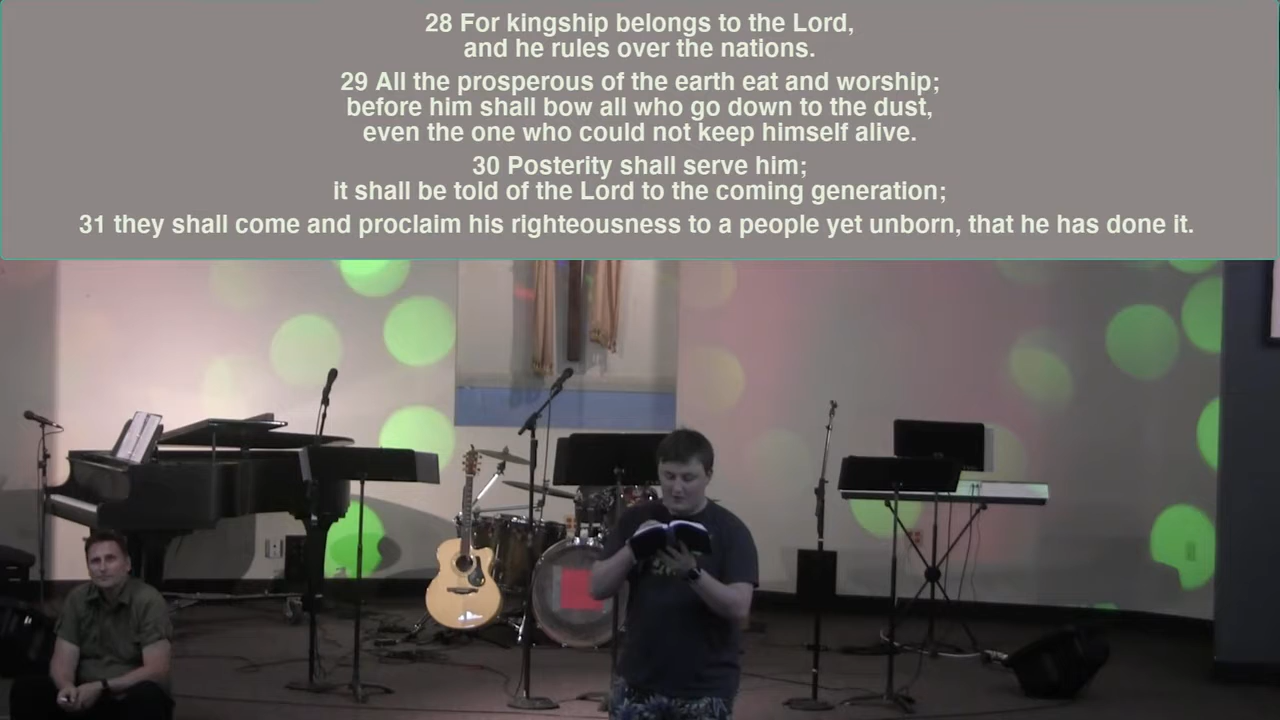 28 For kingship belongs to the Lord,
and he rules over the nations.
29 All the prosperous of the earth eat and worship;
before him shall bow all who go down to the dust,
even the one who could not keep himself alive.
30 Posterity shall serve him;
it shall be told of the Lord to the coming generation;
31 they shall come and proclaim his righteousness to a people yet unborn, that he has done it.